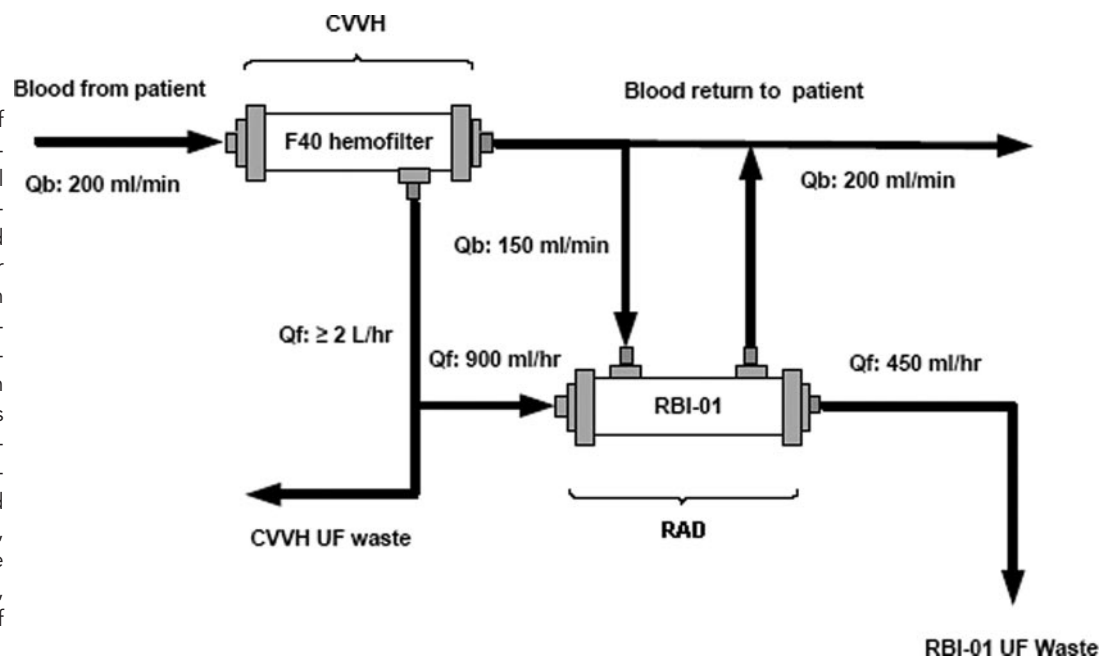 CVVH
Blood from patient
Blood return to patient
F40 hemofilter
Qb: 200 ml/min
Qb: 200 ml/min
Qb: 150 ml/min
Qf: ≥ 2 L/hr
Qf: 900 ml/hr
Qf: 450 ml/hr
RBI-01
RAD
CVVH UF waste
RBI-01 UF Waste